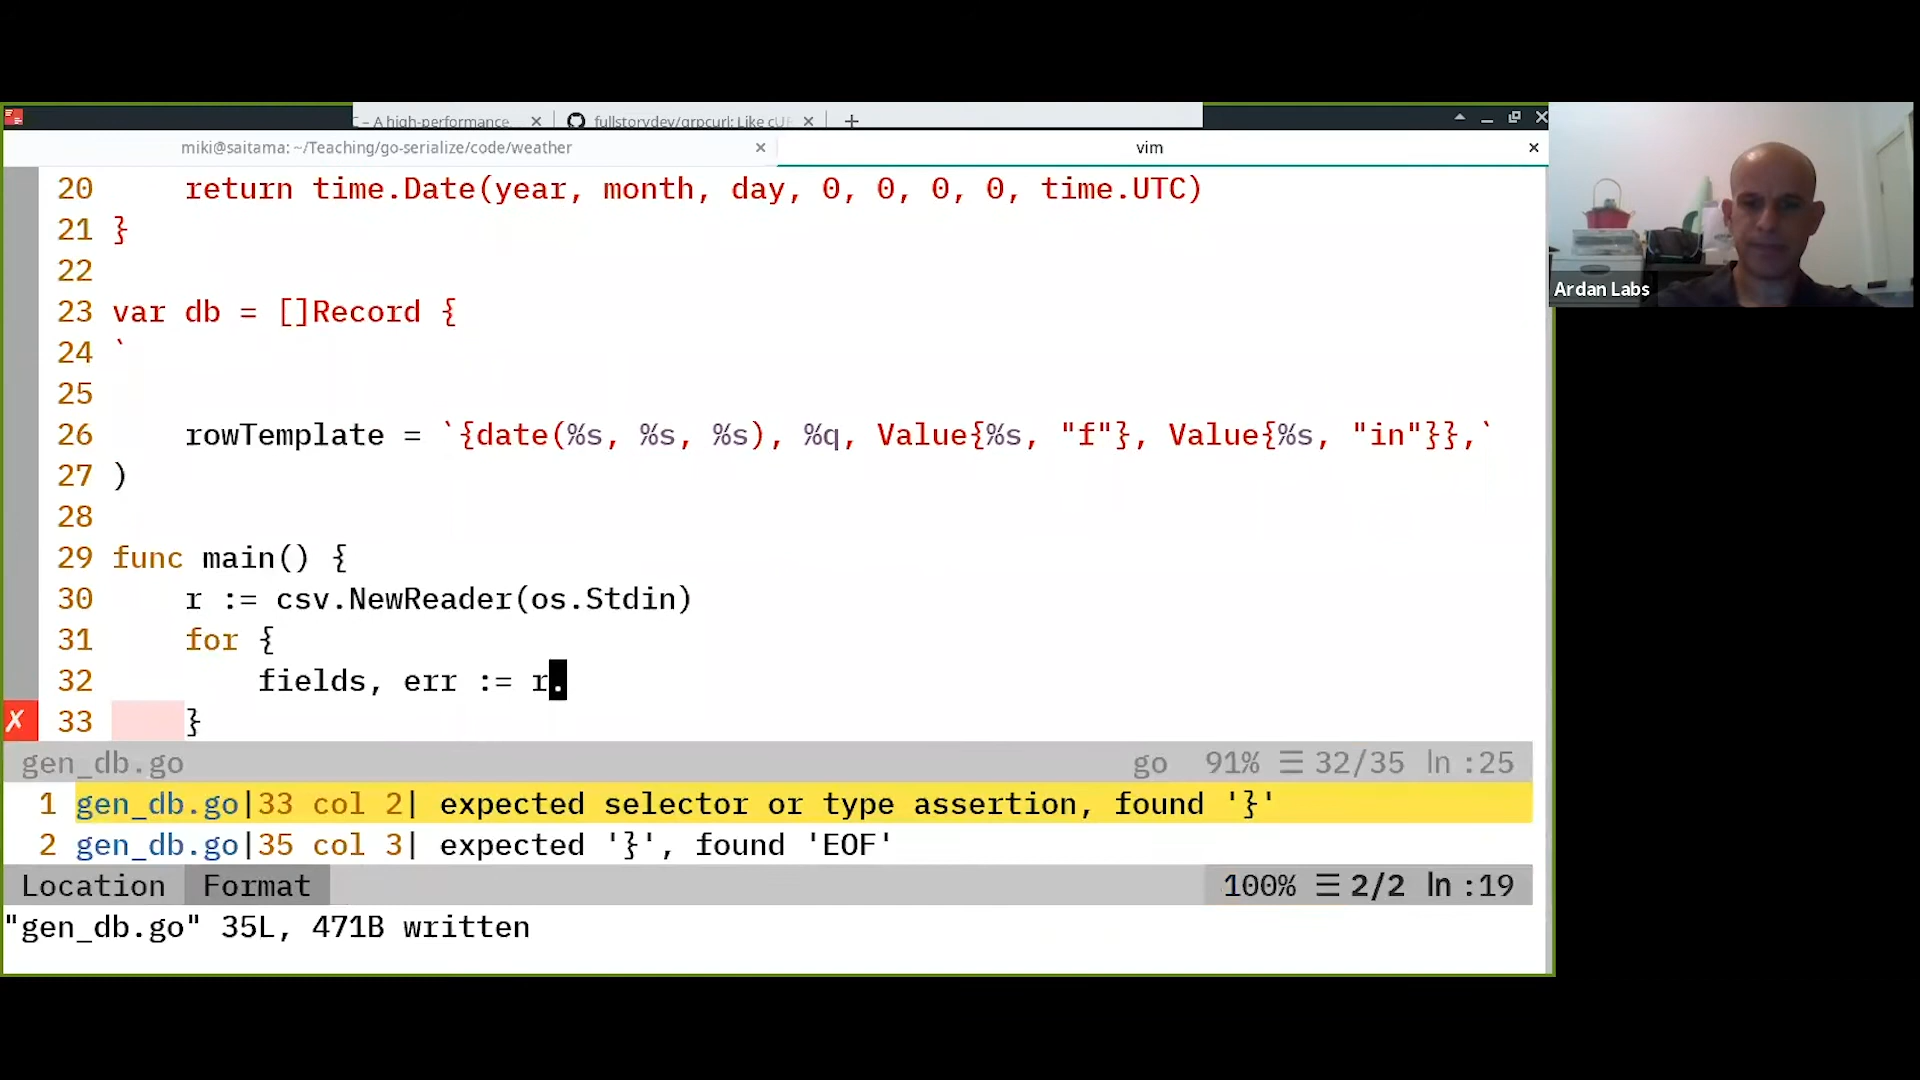 C – A high-performance...
fullstorydev/grpcurl: Like cU
miki@saitama: ~/Teaching/go-serialize/code/weather
vim
20 return time.Date(year, month, day, 0, 0, 0, 0, time.UTC)
21 }
22
23 var db = []Record {
24 `
25
26 rowTemplate = `{date(%s, %s, %s), %q, Value{%s, "f"}, Value{%s, "in"}},`
27 )
28
29 func main() {
30 r := csv.NewReader(os.Stdin)
31 for {
32 fields, err := r.
✗ 33 }
gen_db.go go 91% ☰ 32/35 ln :25
1 gen_db.go|33 col 2| expected selector or type assertion, found '}'
2 gen_db.go|35 col 3| expected '}', found 'EOF'
Location Format 100% ☰ 2/2 ln :19
"gen_db.go" 35L, 471B written
Ardan Labs